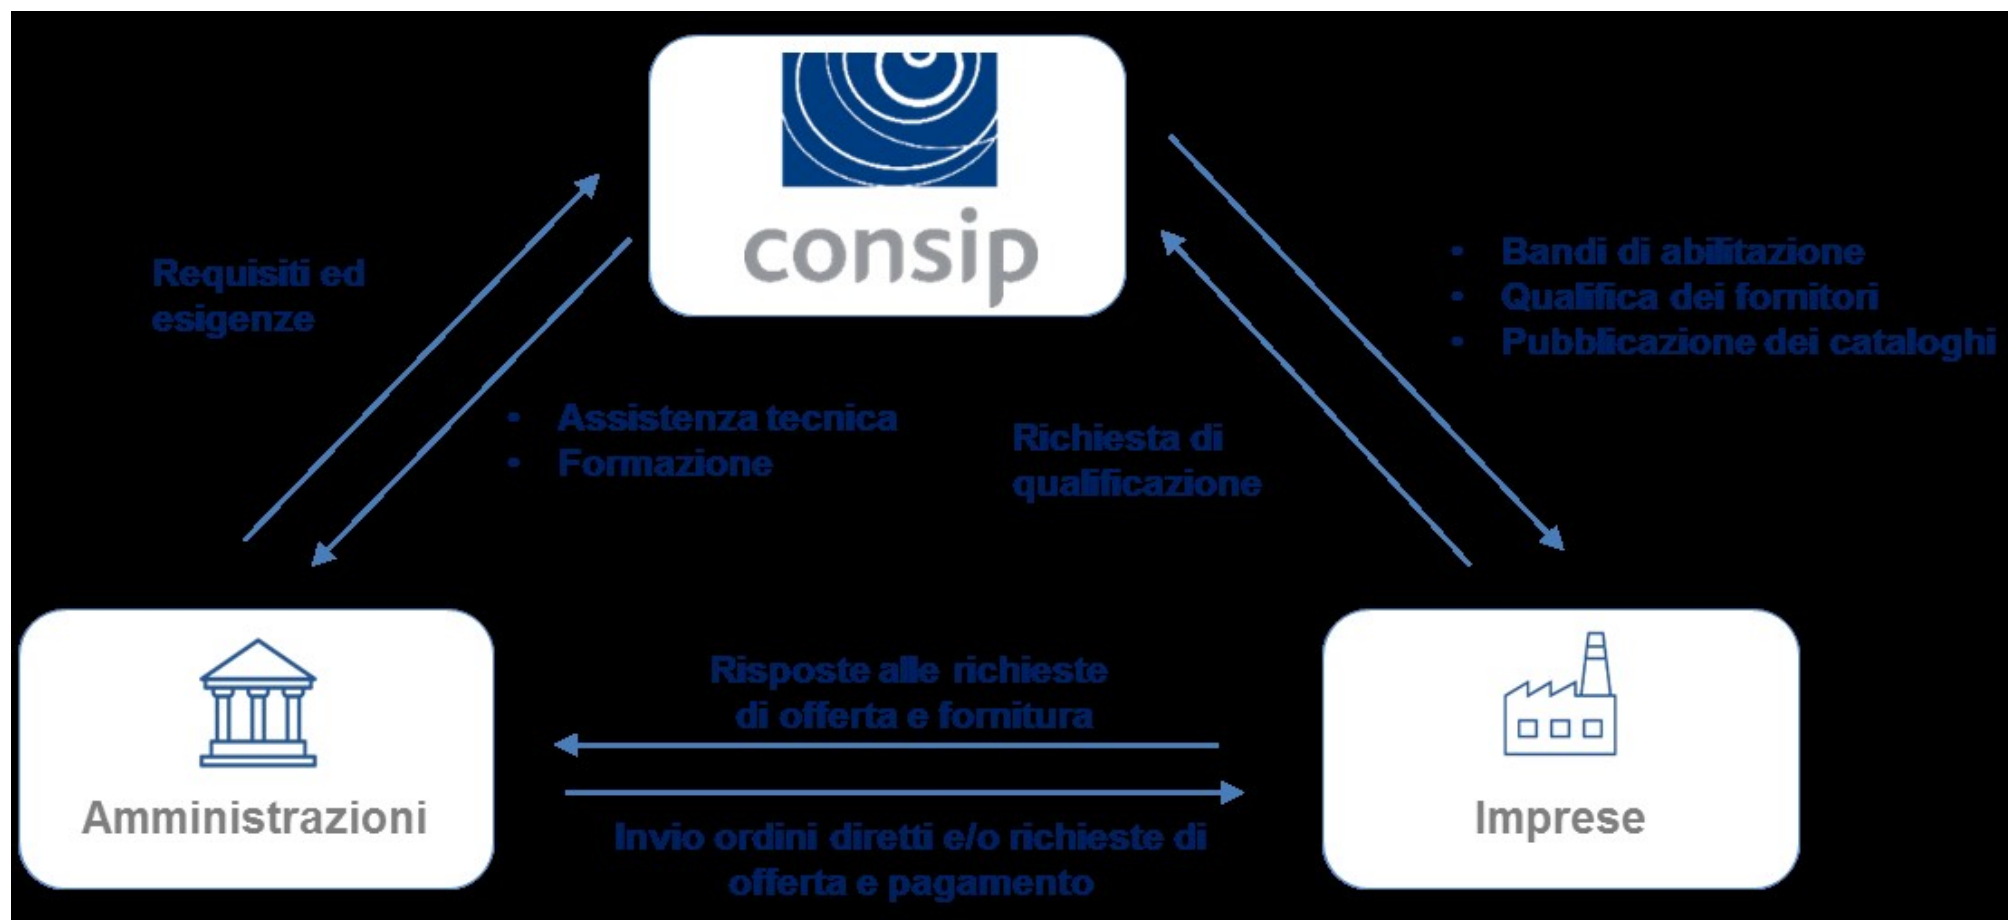 consip
Requisiti ed
esigenze
• Bandi di abilitazione
• Qualifica dei fornitori
• Pubblicazione dei cataloghi
• Assistenza tecnica
• Formazione
Richiesta di
qualificazione
Risposte alle richieste
di offerta e fornitura
Amministrazioni
Imprese
Invio ordini diretti e/o richieste di
offerta e pagamento